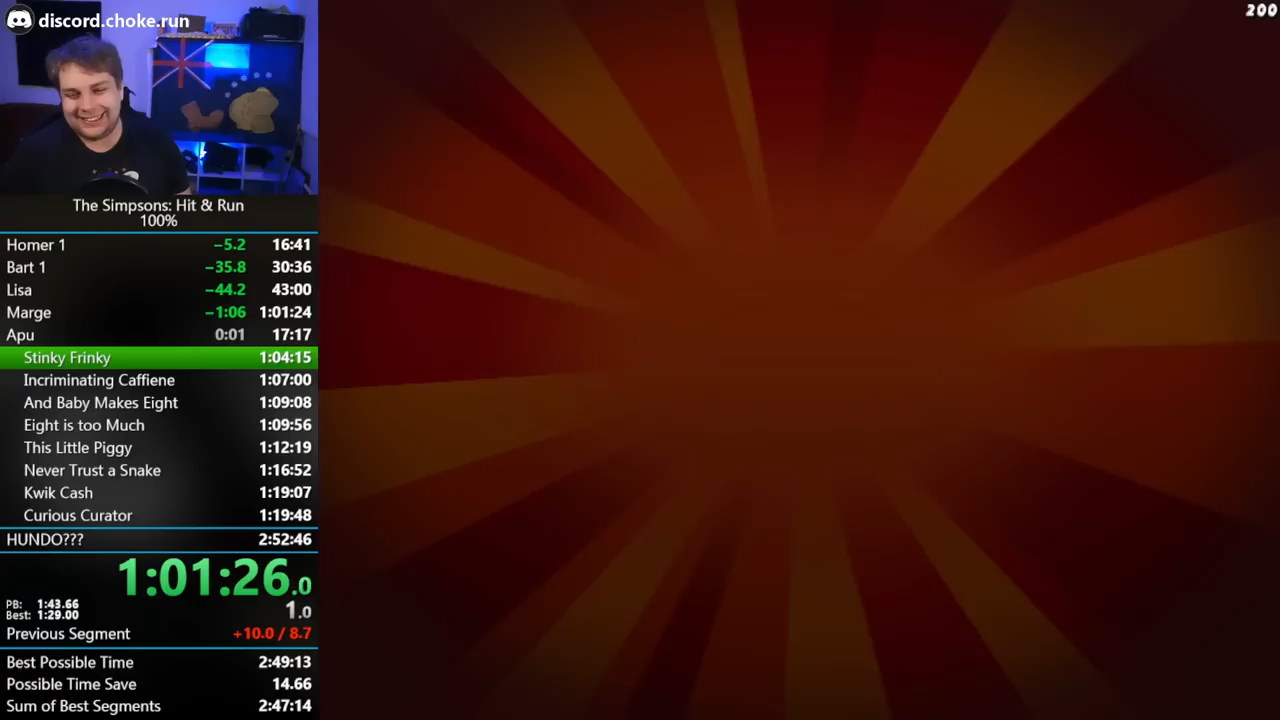 discord.choke.run
200
The Simpsons: Hit & Run
100%
Homer 1 −5.2 16:41
Bart 1 −35.8 30:36
Lisa −44.2 43:00
Marge −1:06 1:01:24
Apu 0:01 17:17
Stinky Frinky 1:04:15
Incriminating Caffiene 1:07:00
And Baby Makes Eight 1:09:08
Eight is too Much 1:09:56
This Little Piggy 1:12:19
Never Trust a Snake 1:16:52
Kwik Cash 1:19:07
Curious Curator 1:19:48
HUNDO??? 2:52:46
1:01:26.0
PB: 1:43.66
Best: 1:29.00
1.0
Previous Segment +10.0 / 8.7
Best Possible Time 2:49:13
Possible Time Save 14.66
Sum of Best Segments 2:47:14